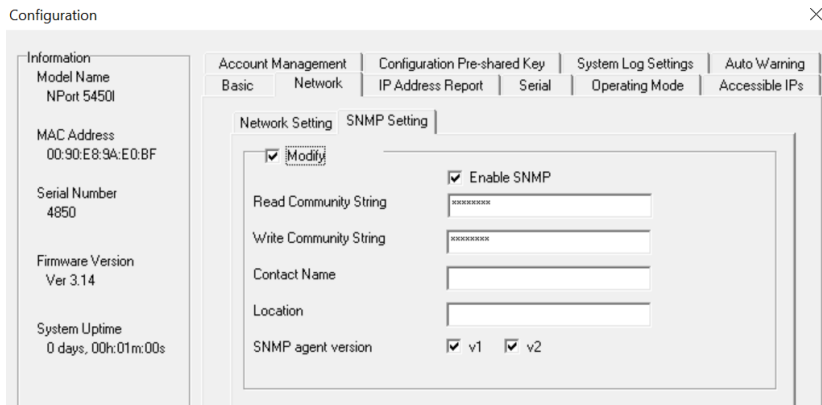 Configuration
Information
Model Name
NPort 5450I
MAC Address
00:90:E8:9A:E0:BF
Serial Number
4850
Firmware Version
Ver 3.14
System Uptime
0 days, 00h:01m:00s
Account Management Configuration Pre-shared Key System Log Settings Auto Warning
Basic Network IP Address Report Serial Operating Mode Accessible IPs
Network Setting SNMP Setting
Modify
Enable SNMP
Read Community String ********
Write Community String ********
Contact Name
Location
SNMP agent version v1 v2